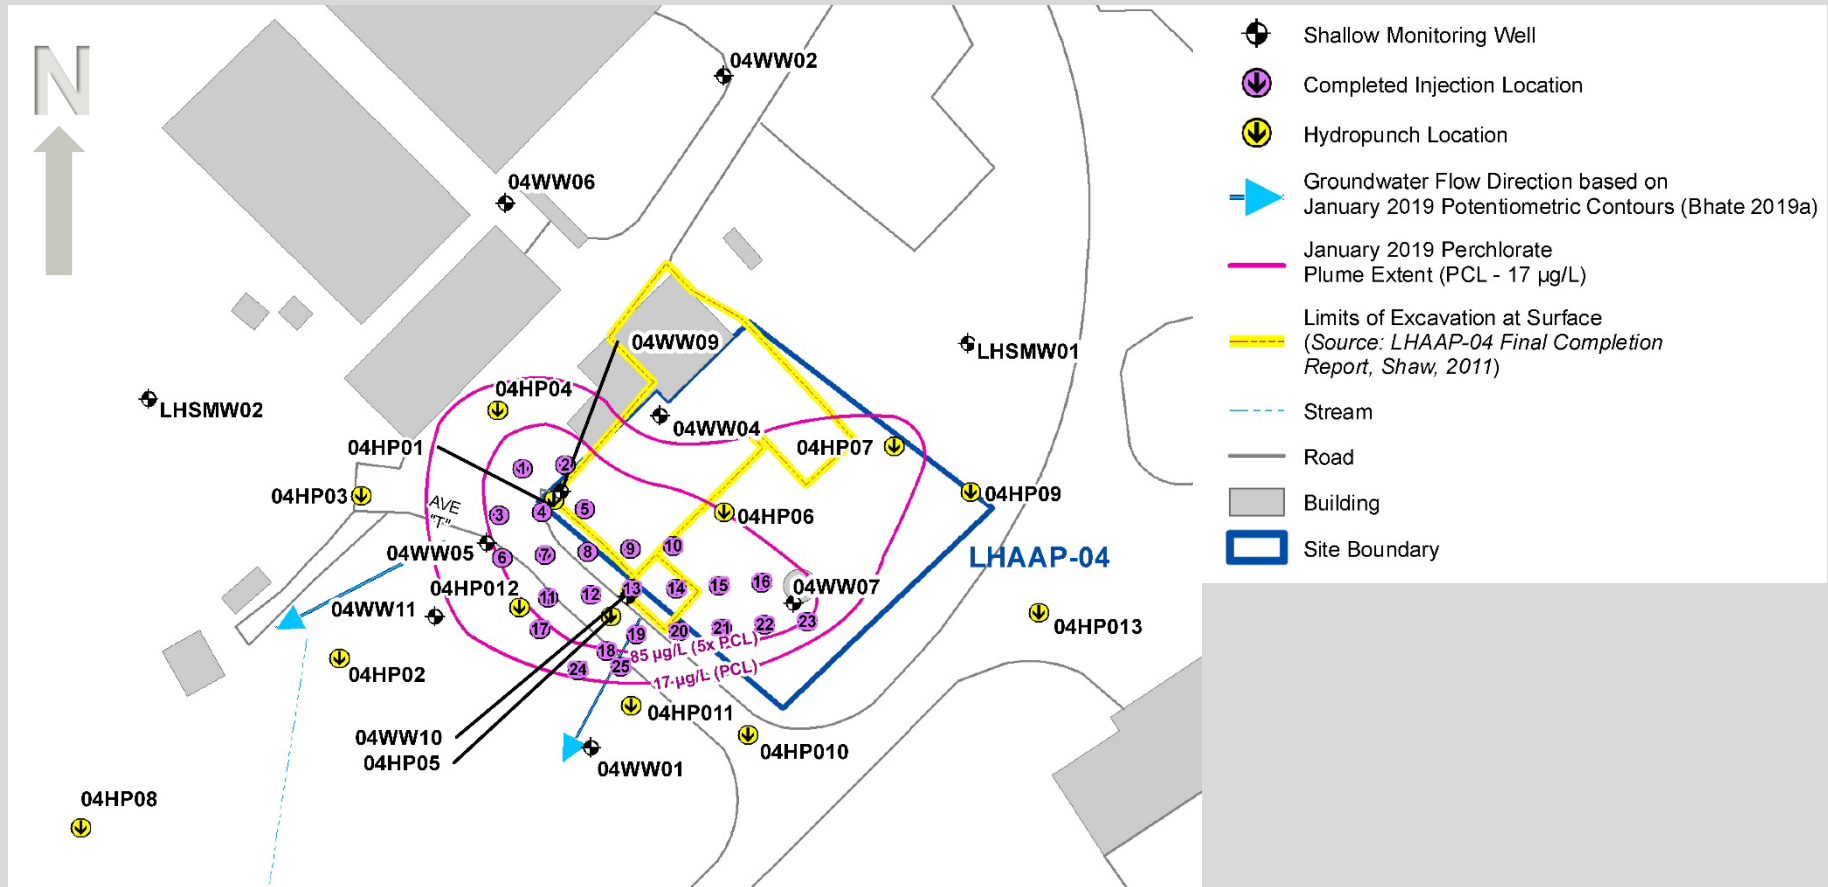 N
04WW02
04WW06
04WW09
LHSMW01
LHSMW02
04HP04
04WW04
04HP07
04HP01
04HP03
AVE
"T"
04HP09
04HP06
04WW05
LHAAP-04
04HP012
04WW07
04WW11
04HP013
04HP02
85 µg/L (5x PCL)
17 µg/L (PCL)
04HP011
04WW10
04HP05
04HP010
04WW01
04HP08
1
2
3
4
5
6
7
8
9
10
11
12
13
14
15
16
17
18
19
20
21
22
23
24
25
Shallow Monitoring Well
Completed Injection Location
Hydropunch Location
Groundwater Flow Direction based on
January 2019 Potentiometric Contours (Bhate 2019a)
January 2019 Perchlorate
Plume Extent (PCL - 17 µg/L)
Limits of Excavation at Surface
(Source: LHAAP-04 Final Completion
Report, Shaw, 2011)
Stream
Road
Building
Site Boundary